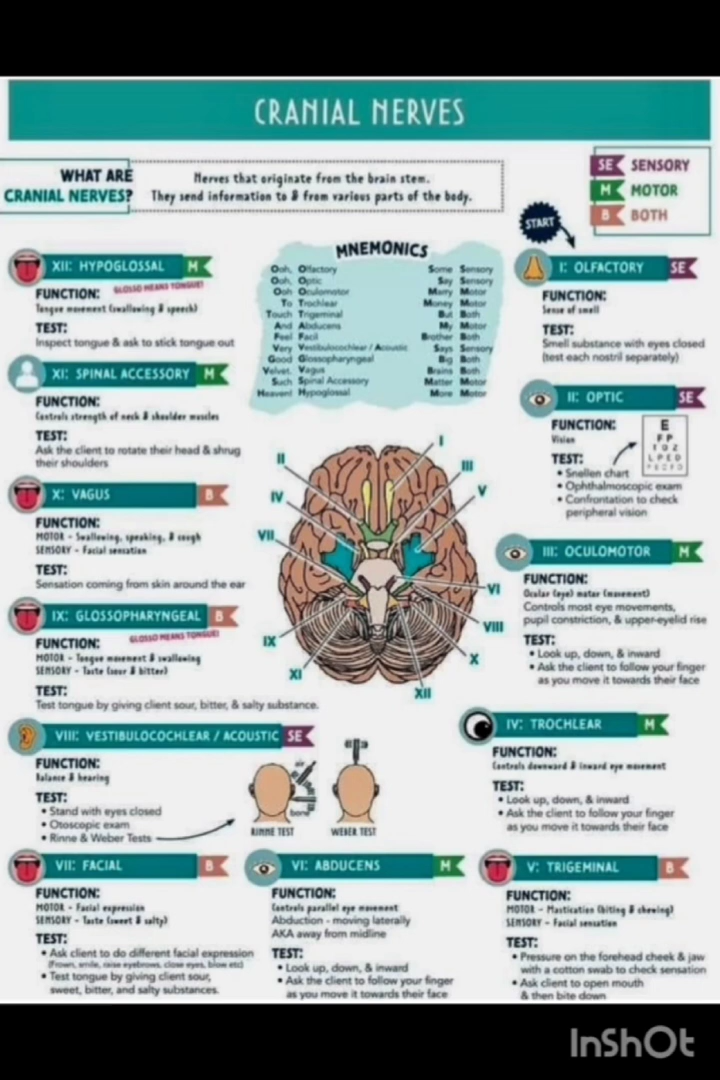 CRANIAL NERVES
WHAT ARE
CRANIAL NERVES?
Nerves that originate from the brain stem.
They send information to & from various parts of the body.
SE SENSORY
M MOTOR
B BOTH
START
MNEMONICS
Ooh, Olfactory Some Sensory
Ooh, Optic Say Sensory
Ooh Oculomotor Marry Motor
To Trochlear Money Motor
Touch Trigeminal But Both
And Abducens My Motor
Feel Facil Brother Both
Very Vestibulocochlear / Acoustic Says Sensory
Good Glossopharyngeal Big Both
Velvet. Vagus Brains Both
Such Spinal Accessory Matter Motor
Heaven! Hypoglossal More Motor
I: OLFACTORY SE
FUNCTION:
Sense of smell
TEST:
Smell substance with eyes closed
(test each nostril separately)
II: OPTIC SE
FUNCTION:
Vision
TEST:
• Snellen chart
• Ophthalmoscopic exam
• Confrontation to check
peripheral vision
E
F P
T O Z
L P E D
P E C F D
III: OCULOMOTOR M
FUNCTION:
Ocular (eye) motor (movement)
Controls most eye movements,
pupil constriction, & upper-eyelid rise
TEST:
• Look up, down, & inward
• Ask the client to follow your finger
as you move it towards their face
IV: TROCHLEAR M
FUNCTION:
Controls downward & inward eye movement
TEST:
• Look up, down, & inward
• Ask the client to follow your finger
as you move it towards their face
V: TRIGEMINAL B
FUNCTION:
MOTOR - Mastication (biting & chewing)
SENSORY - Facial sensation
TEST:
• Pressure on the forehead cheek & jaw
with a cotton swab to check sensation
• Ask client to open mouth
& then bite down
VI: ABDUCENS M
FUNCTION:
Controls parallel eye movement
Abduction - moving laterally
AKA away from midline
TEST:
• Look up, down, & inward
• Ask the client to follow your finger
as you move it towards their face
VII: FACIAL B
FUNCTION:
MOTOR - Facial expression
SENSORY - Taste (sweet & salty)
TEST:
• Ask client to do different facial expression
(Frown, smile, raise eyebrows, close eyes, blow etc)
• Test tongue by giving client sour,
sweet, bitter, and salty substances.
VIII: VESTIBULOCOCHLEAR / ACOUSTIC SE
FUNCTION:
Balance & hearing
TEST:
• Stand with eyes closed
• Otoscopic exam
• Rinne & Weber Tests
air
bone
RINNE TEST
WEBER TEST
IX: GLOSSOPHARYNGEAL B
FUNCTION:
GLOSSO MEANS TONGUE!
MOTOR - Tongue movement & swallowing
SENSORY - Taste (sour & bitter)
TEST:
Test tongue by giving client sour, bitter, & salty substance.
X: VAGUS B
FUNCTION:
MOTOR - Swallowing, speaking, & cough
SENSORY - Facial sensation
TEST:
Sensation coming from skin around the ear
XI: SPINAL ACCESSORY M
FUNCTION:
Controls strength of neck & shoulder muscles
TEST:
Ask the client to rotate their head & shrug
their shoulders
XII: HYPOGLOSSAL M
FUNCTION:
GLOSSO MEANS TONGUE!
Tongue movement (swallowing & speech)
TEST:
Inspect tongue & ask to stick tongue out
I
II
III
IV
V
VII
VI
VIII
IX
X
XI
XII
InShOt